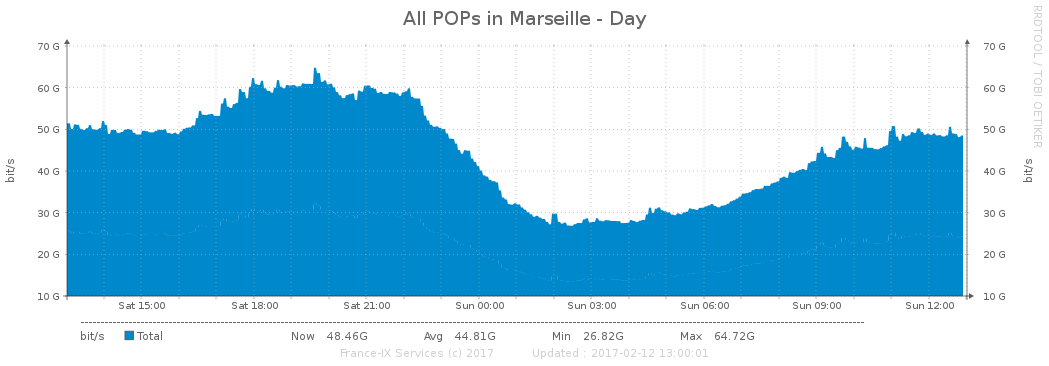 All POPs in Marseille - Day
RRDTOOL / TOBI OETIKER
70 G 70 G
60 G 60 G
50 G 50 G
40 G 40 G
30 G 30 G
20 G 20 G
10 G 10 G
bit/s bit/s
Sat 15:00 Sat 18:00 Sat 21:00 Sun 00:00 Sun 03:00 Sun 06:00 Sun 09:00 Sun 12:00
bit/s Total Now 48.46G Avg 44.81G Min 26.82G Max 64.72G
France-IX Services (c) 2017 Updated : 2017-02-12 13:00:01